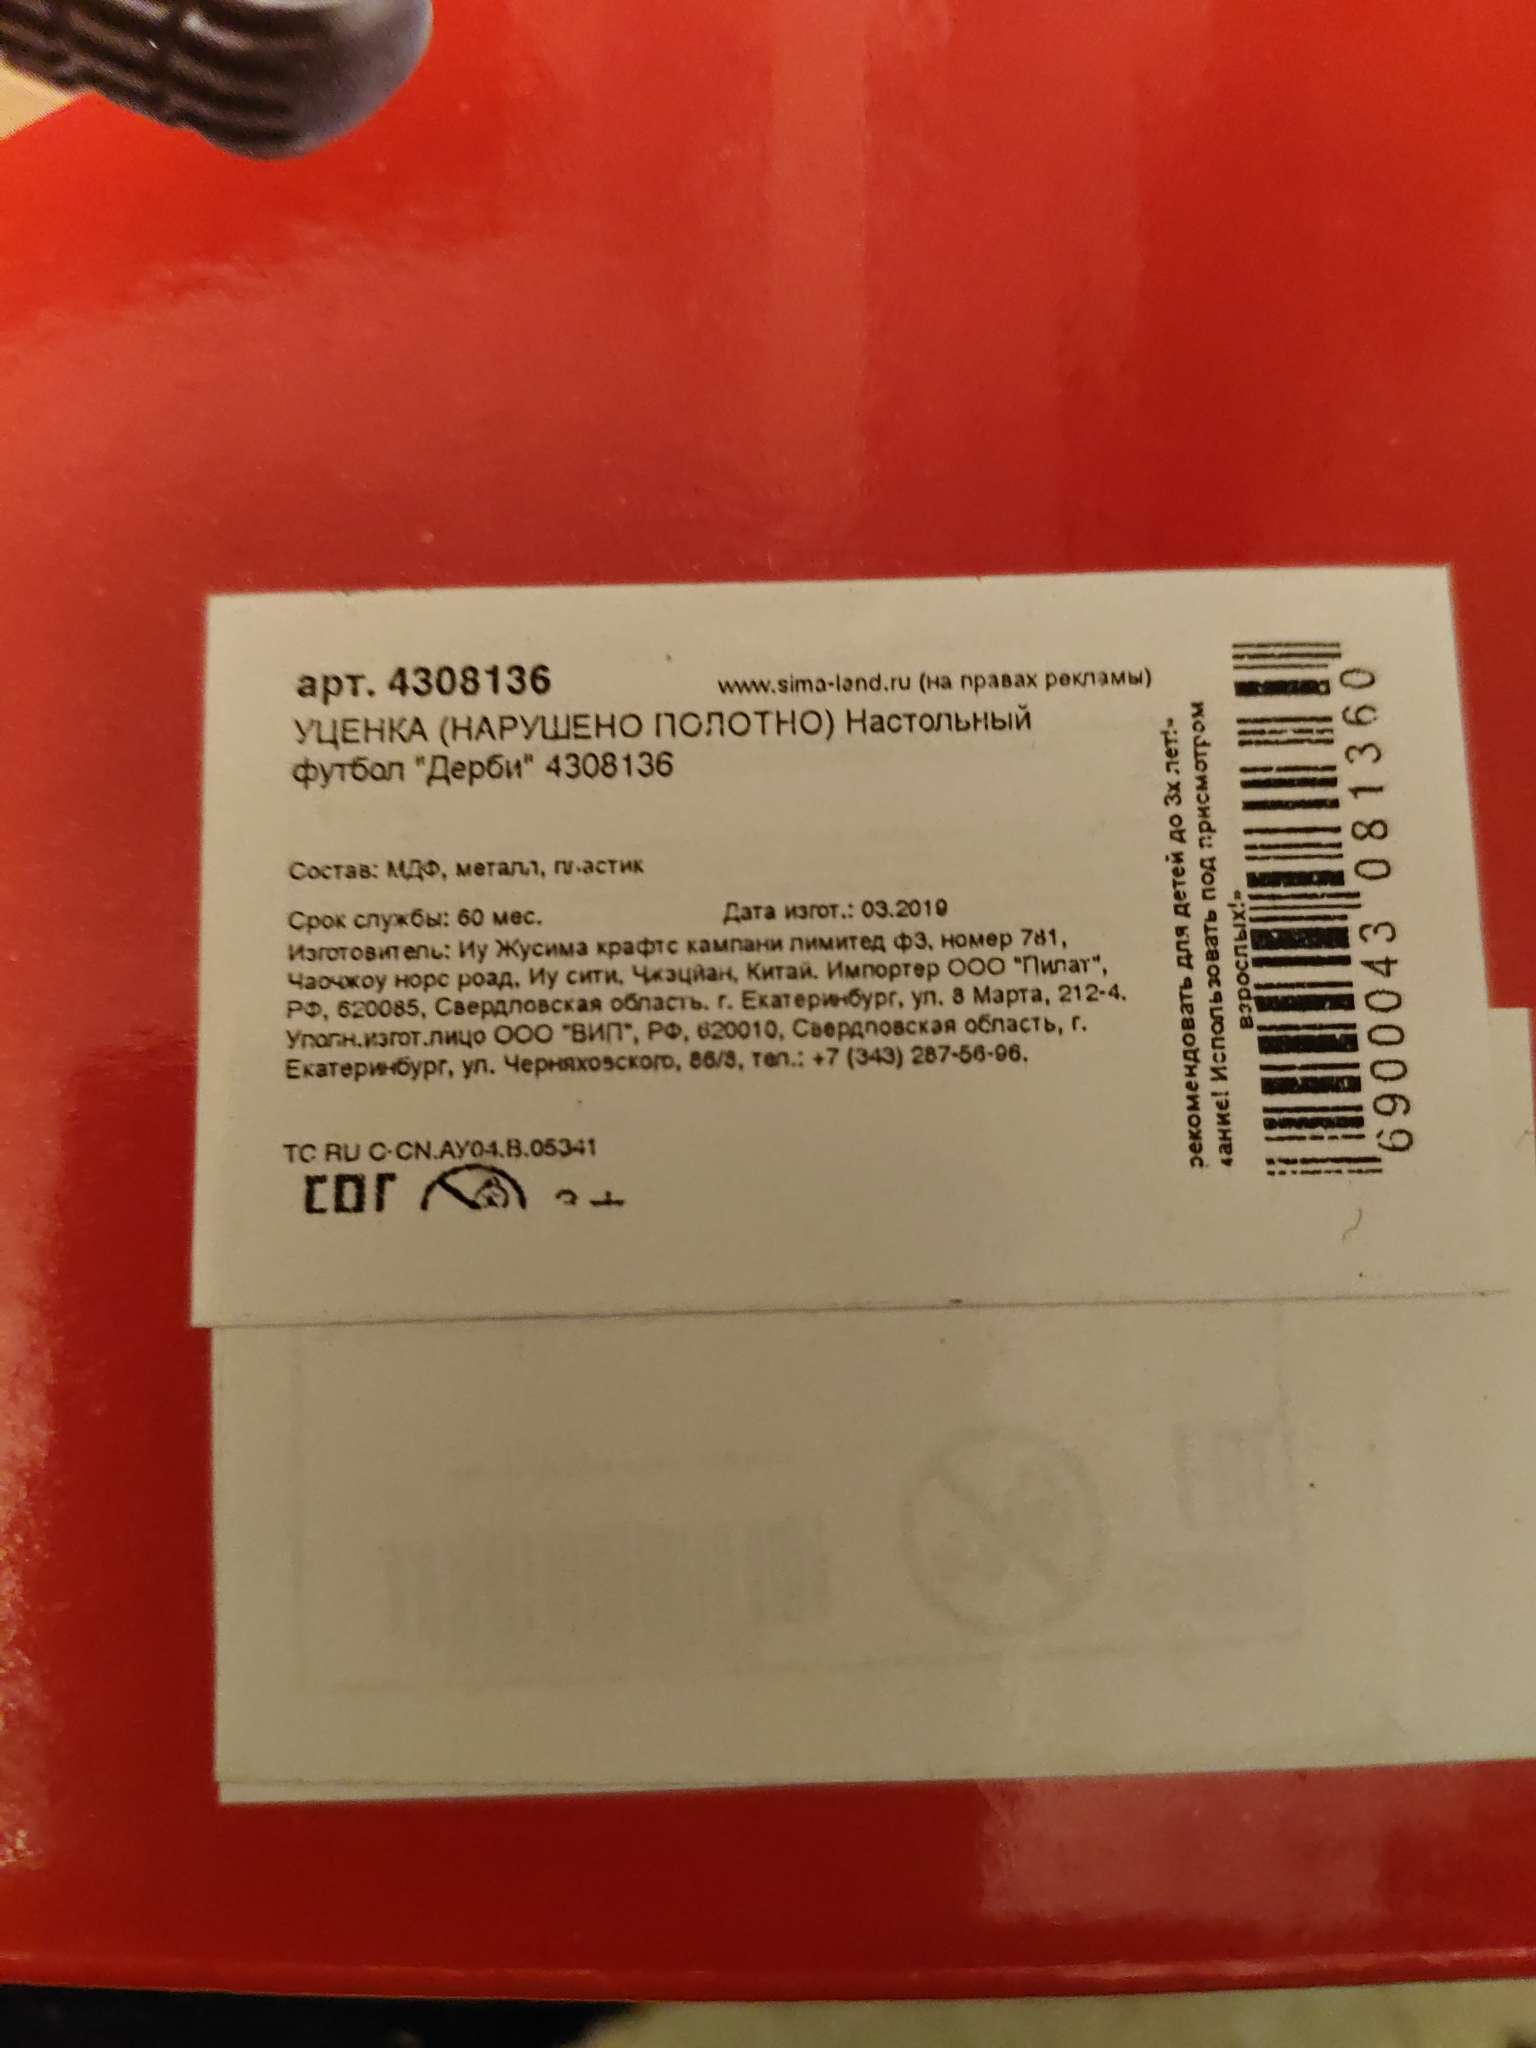 арт. 4308136
www.sima-land.ru (на правах рекламы)
УЦЕНКА (НАРУШЕНО ПОЛОТНО) Настольный
футбол "Дерби" 4308136
Состав: МДФ, металл, пластик
Срок службы: 60 мес.
Дата изгот.: 03.2019
Изготовитель: Иу Жусима крафтс кампани лимитед ф3, номер 781,
Чаочжоу норс роад, Иу сити, Чжэцйан, Китай. Импортер ООО "Пилат",
РФ, 620085, Свердловская область. г. Екатеринбург, ул. 8 Марта, 212-4.
Уполн.изгот.лицо ООО "ВИП", РФ, 620010, Свердловская область, г.
Екатеринбург, ул. Черняховского, 86/8, тел.: +7 (343) 287-56-96.
ТС RU C-CN.АУ04.В.05341
рекомендовать для детей до 3х лет!»
Использовать под присмотром
взрослых!»
6900043081360